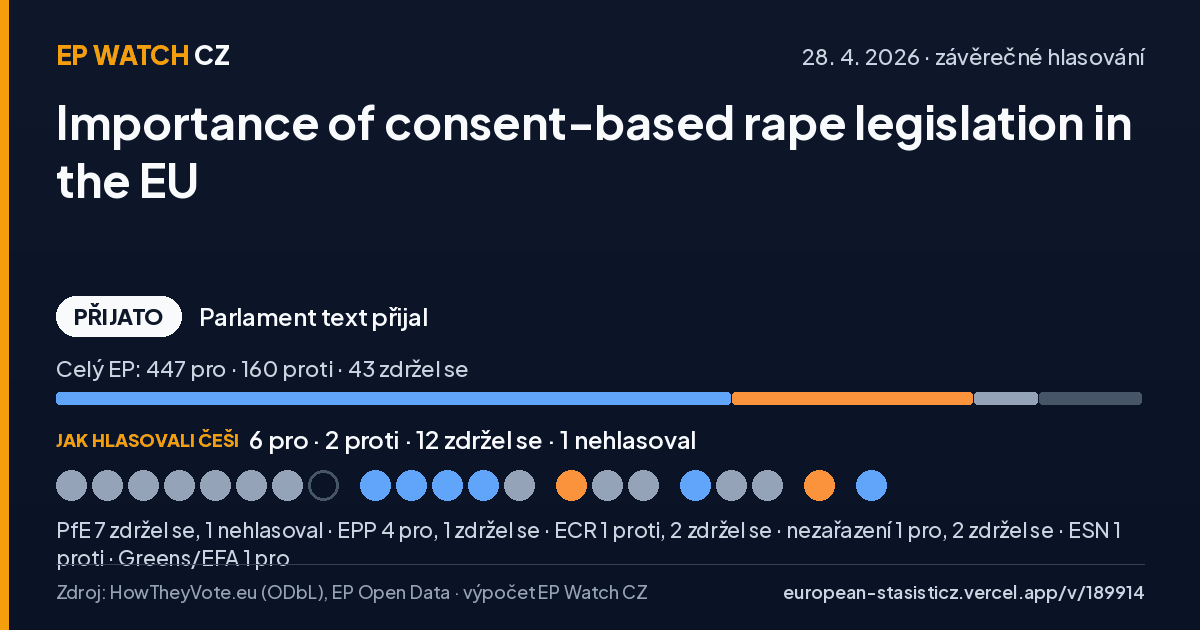 EP WATCH CZ
28. 4. 2026 · závěrečné hlasování
Importance of consent-based rape legislation in
the EU
PŘIJATO
Parlament text přijal
Celý EP: 447 pro · 160 proti · 43 zdržel se
JAK HLASOVALI ČEŠI 6 pro · 2 proti · 12 zdržel se · 1 nehlasoval
PfE 7 zdržel se, 1 nehlasoval · EPP 4 pro, 1 zdržel se · ECR 1 proti, 2 zdržel se · nezařazení 1 pro, 2 zdržel se · ESN 1
proti · Greens/EFA 1 pro
Zdroj: HowTheyVote.eu (ODbL), EP Open Data · výpočet EP Watch CZ
european-stasisticz.vercel.app/v/189914